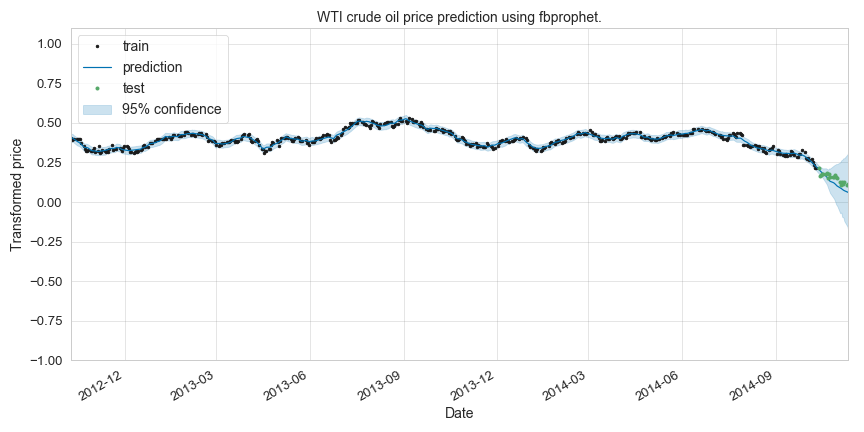 WTI crude oil price prediction using fbprophet.
train
prediction
test
95% confidence
Transformed price
1.00
0.75
0.50
0.25
0.00
−0.25
−0.50
−0.75
−1.00
2012-12
2013-03
2013-06
2013-09
2013-12
2014-03
2014-06
2014-09
Date